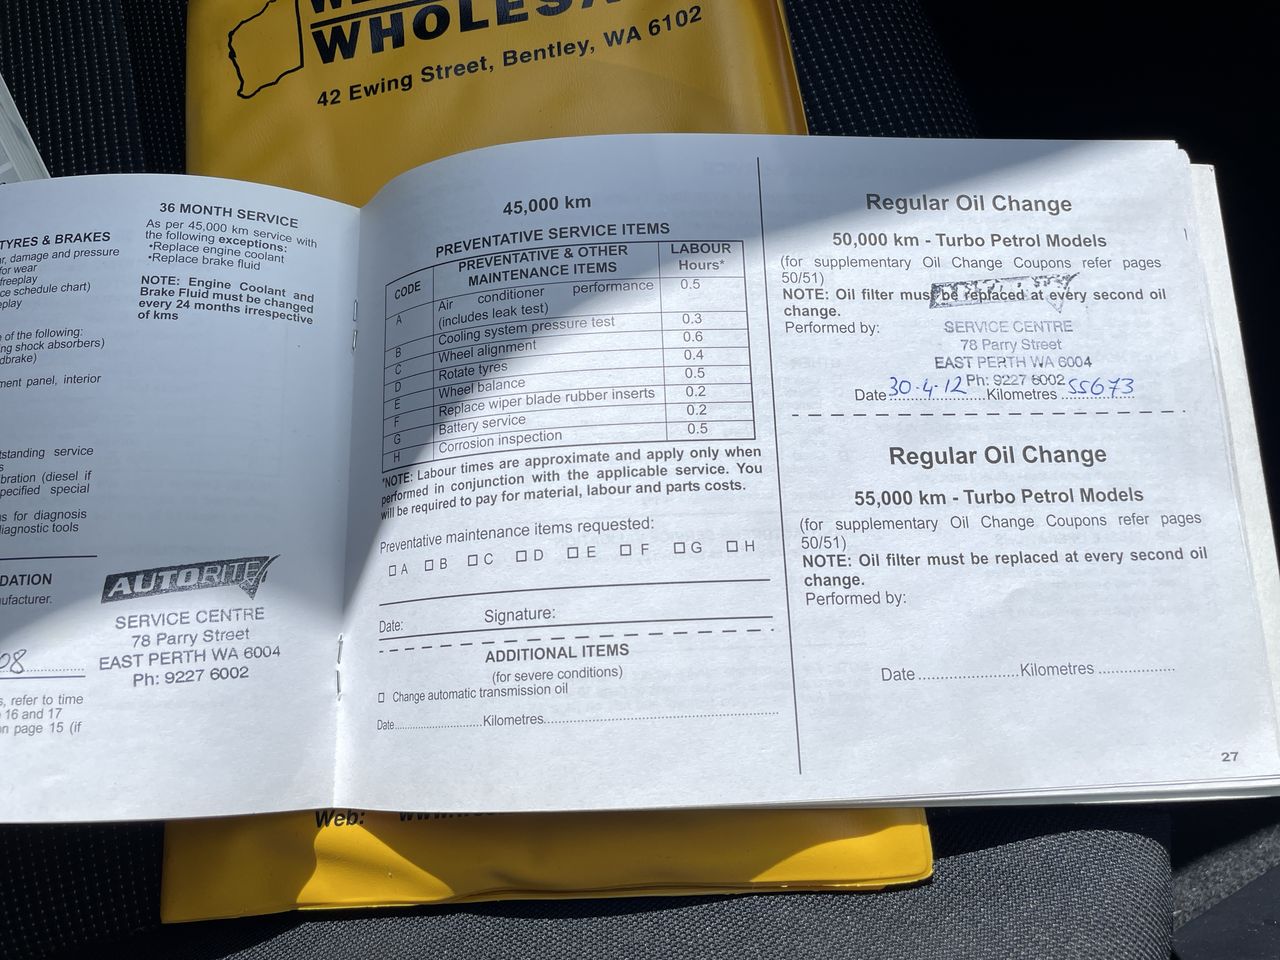 WHOLESA
42 Ewing Street, Bentley, WA 6102
TYRES & BRAKES
r, damage and pressure
for wear
freeplay
ce schedule chart)
eplay
e of the following:
ng shock absorbers)
dbrake)
ment panel, interior
tstanding service
s
bration (diesel if
pecified special
ns for diagnosis
diagnostic tools
DATION
nufacturer.
08
s, refer to time
16 and 17
on page 15 (if
36 MONTH SERVICE
As per 45,000 km service with
the following exceptions:
•Replace engine coolant
•Replace brake fluid
NOTE: Engine Coolant and
Brake Fluid must be changed
every 24 months irrespective
of kms
AUTORITE
SERVICE CENTRE
78 Parry Street
EAST PERTH WA 6004
Ph: 9227 6002
45,000 km
PREVENTATIVE SERVICE ITEMS
CODE PREVENTATIVE & OTHER MAINTENANCE ITEMS LABOUR Hours*
A Air conditioner performance (includes leak test) 0.5
B Cooling system pressure test 0.3
C Wheel alignment 0.6
D Rotate tyres 0.4
E Wheel balance 0.5
F Replace wiper blade rubber inserts 0.2
G Battery service 0.2
H Corrosion inspection 0.5
*NOTE: Labour times are approximate and apply only when
performed in conjunction with the applicable service. You
will be required to pay for material, labour and parts costs.
Preventative maintenance items requested:
☐ A ☐ B ☐ C ☐ D ☐ E ☐ F ☐ G ☐ H
Date: Signature:
ADDITIONAL ITEMS
(for severe conditions)
☐ Change automatic transmission oil
Date......................Kilometres..............................
Regular Oil Change
50,000 km - Turbo Petrol Models
(for supplementary Oil Change Coupons refer pages
50/51)
NOTE: Oil filter must be replaced at every second oil
change.
Performed by:
SERVICE CENTRE
78 Parry Street
EAST PERTH WA 6004
Ph: 9227 6002
Date 30.4.12 Kilometres 55673
Regular Oil Change
55,000 km - Turbo Petrol Models
(for supplementary Oil Change Coupons refer pages
50/51)
NOTE: Oil filter must be replaced at every second oil
change.
Performed by:
Date....................Kilometres.....................
27
Web: